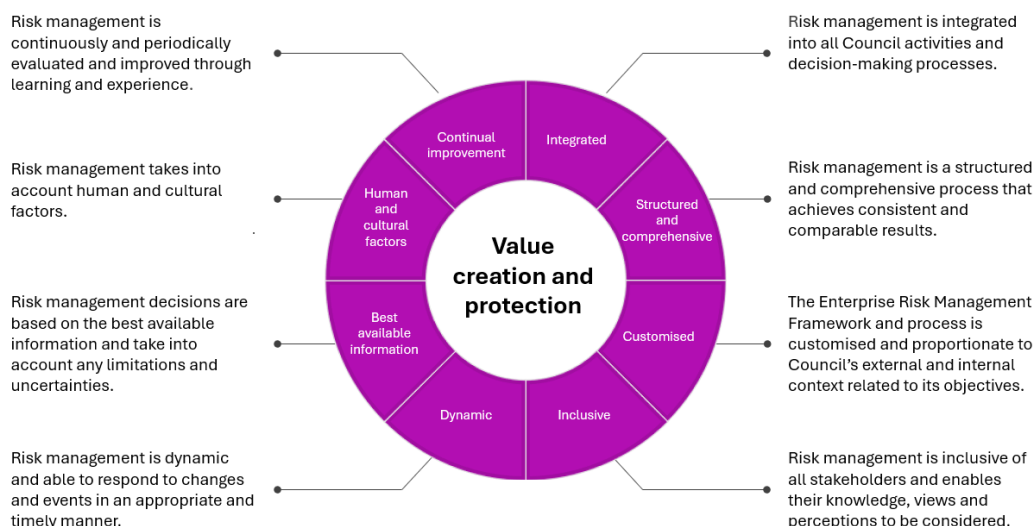 Risk management is
continuously and periodically
evaluated and improved through
learning and experience.
Risk management is integrated
into all Council activities and
decision-making processes.
Continual
improvement
Integrated
Risk management takes into
account human and cultural
factors.
.
Human
and
cultural
factors
Structured
and
comprehensive
Risk management is a structured
and comprehensive process that
achieves consistent and
comparable results.
Value
creation and
protection
Risk management decisions are
based on the best available
information and take into
account any limitations and
uncertainties.
Best
available
information
Customised
The Enterprise Risk Management
Framework and process is
customised and proportionate to
Council's external and internal
context related to its objectives.
Dynamic
Inclusive
Risk management is dynamic
and able to respond to changes
and events in an appropriate and
timely manner.
Risk management is inclusive of
all stakeholders and enables
their knowledge, views and
perceptions to be considered.